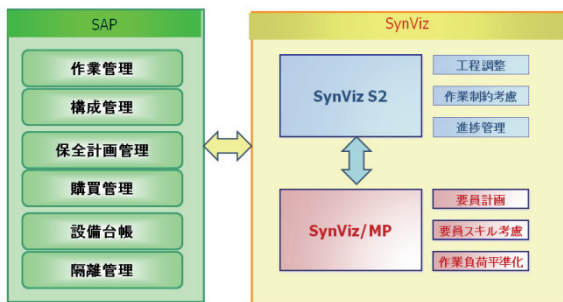 SAP
作業管理
構成管理
保全計画管理
購買管理
設備台帳
隔離管理
SynViz
SynViz S2
工程調整
作業制約考慮
進捗管理
SynViz/MP
要員計画
要員スキル考慮
作業負荷平準化